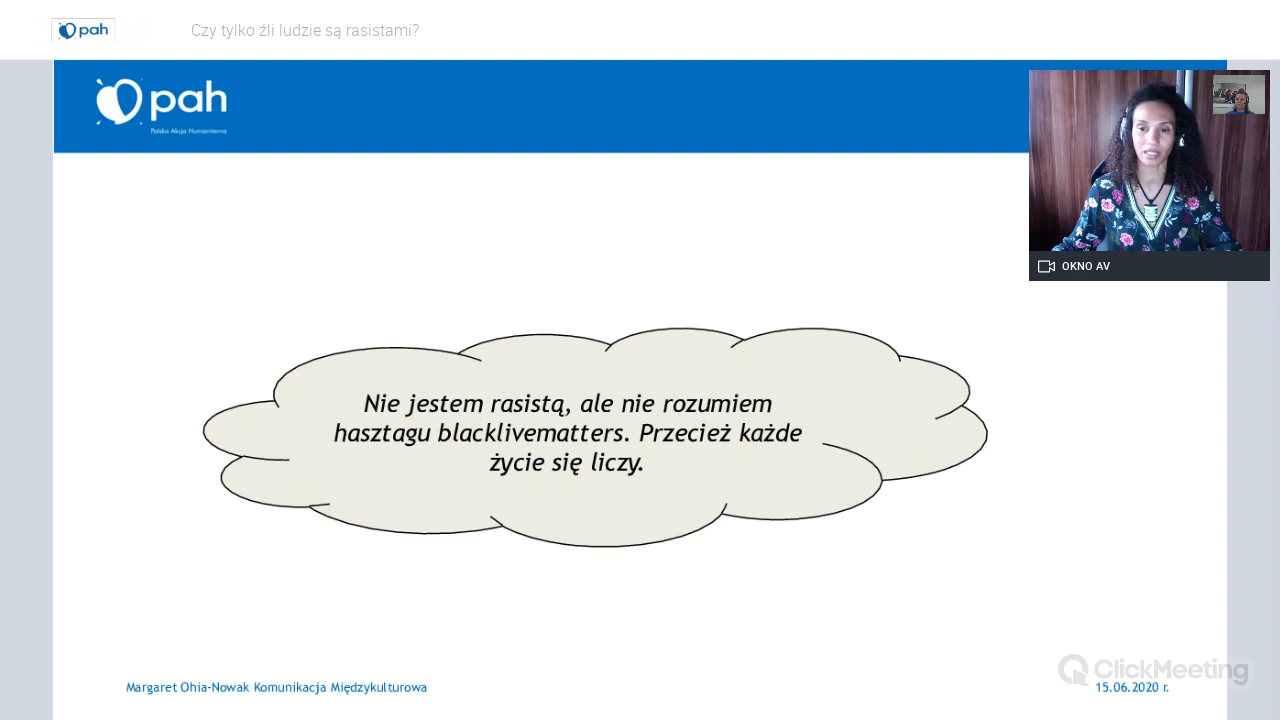 pah
Czy tylko źli ludzie są rasistami?
pah
Polska Akcja Humanitarna
OKNO AV
Nie jestem rasistą, ale nie rozumiem
hasztagu blacklivematters. Przecież każde
życie się liczy.
ClickMeeting
Margaret Ohia-Nowak Komunikacja Międzykulturowa
15.06.2020 r.